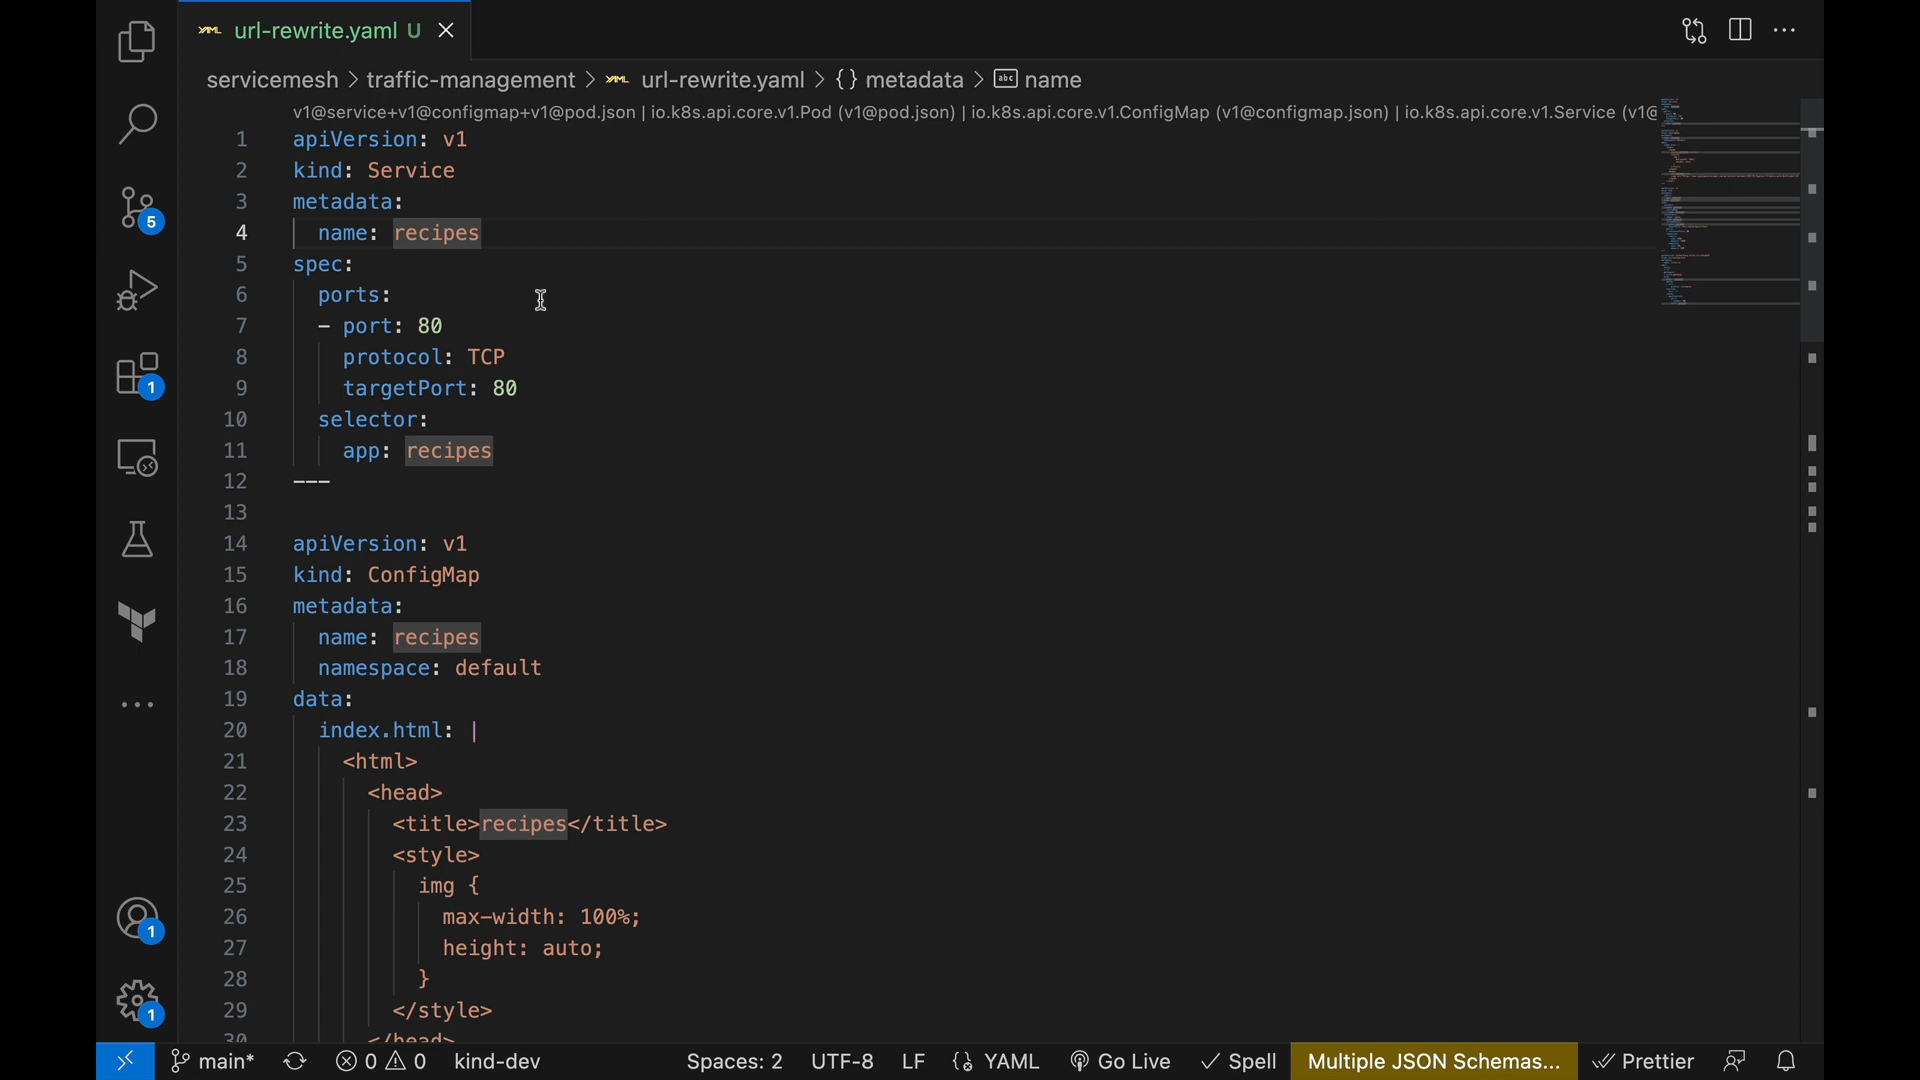 url-rewrite.yaml U
servicemesh > traffic-management > url-rewrite.yaml > {} metadata > name
v1@service+v1@configmap+v1@pod.json | io.k8s.api.core.v1.Pod (v1@pod.json) | io.k8s.api.core.v1.ConfigMap (v1@configmap.json) | io.k8s.api.core.v1.Service (v1@
1 apiVersion: v1
2 kind: Service
3 metadata:
4 name: recipes
5 spec:
6 ports:
7 - port: 80
8 protocol: TCP
9 targetPort: 80
10 selector:
11 app: recipes
12 ---
13
14 apiVersion: v1
15 kind: ConfigMap
16 metadata:
17 name: recipes
18 namespace: default
19 data:
20 index.html: |
21 <html>
22 <head>
23 <title>recipes</title>
24 <style>
25 img {
26 max-width: 100%;
27 height: auto;
28 }
29 </style>
30 </head>
5
1
1
1
main* 0 0 kind-dev Spaces: 2 UTF-8 LF {} YAML Go Live Spell Multiple JSON Schemas... Prettier